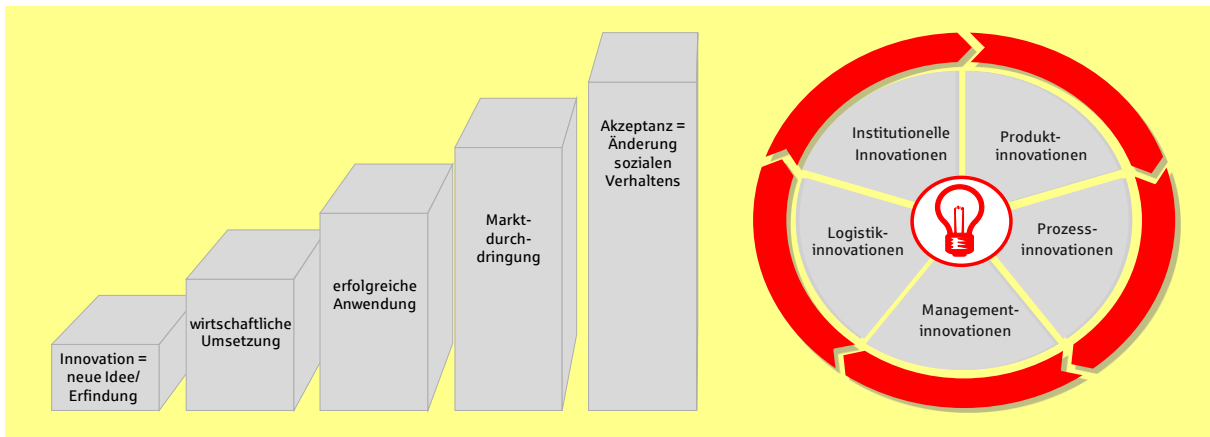 Innovation =
neue Idee/
Erfindung
wirtschaftliche
Umsetzung
erfolgreiche
Anwendung
Markt-
durch-
dringung
Akzeptanz =
Änderung
sozialen
Verhaltens
Institutionelle
Innovationen
Produkt-
innovationen
Prozess-
innovationen
Management-
innovationen
Logistik-
innovationen